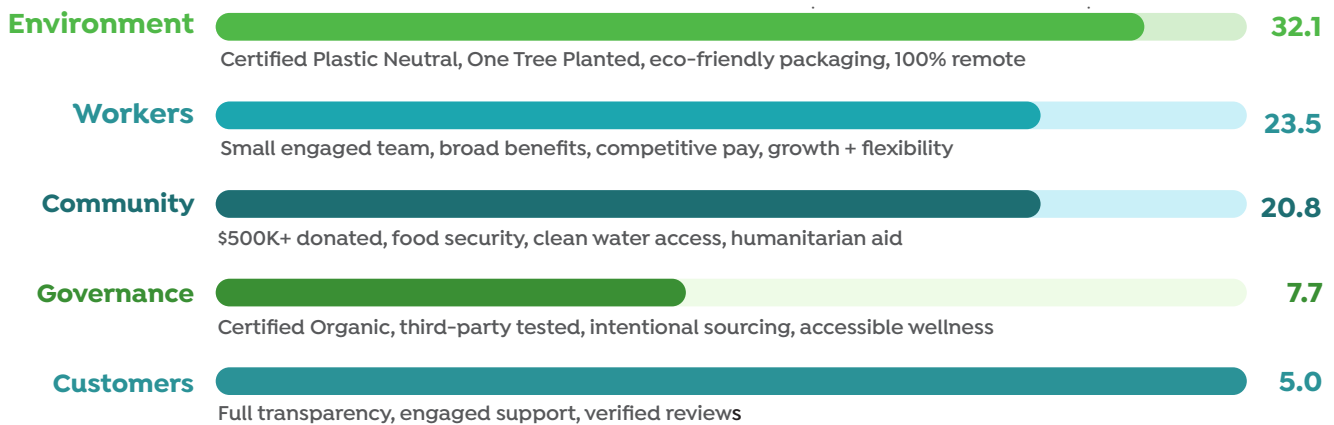 Environment 32.1
Certified Plastic Neutral, One Tree Planted, eco-friendly packaging, 100% remote
Workers 23.5
Small engaged team, broad benefits, competitive pay, growth + flexibility
Community 20.8
$500K+ donated, food security, clean water access, humanitarian aid
Governance 7.7
Certified Organic, third-party tested, intentional sourcing, accessible wellness
Customers 5.0
Full transparency, engaged support, verified reviews